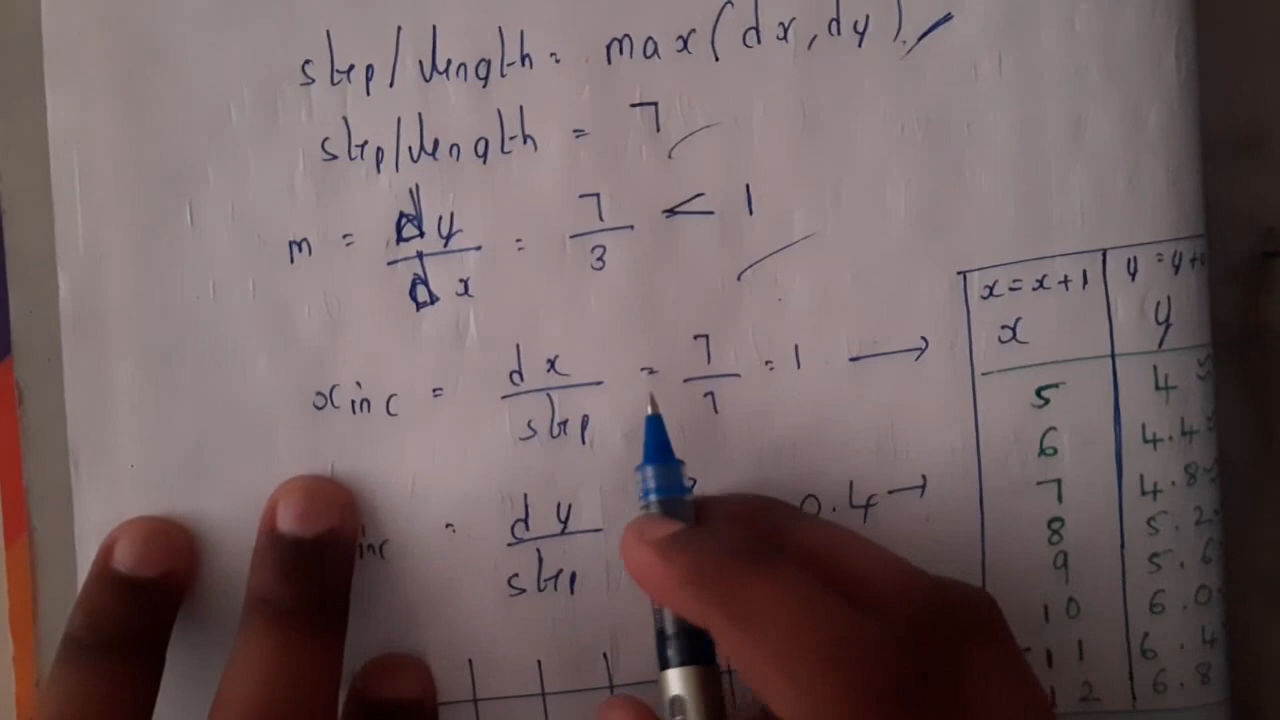 step/length = max(dx, dy).
step/length = 7
m = dy/dx = 7/3 < 1
xinc = dx/step = 7/7 = 1 →
inc = dy/step 0.4 →
x = x+1 y = y+
x y
5 4
6 4.4
7 4.8
8 5.2
9 5.6
10 6.0
11 6.4
12 6.8